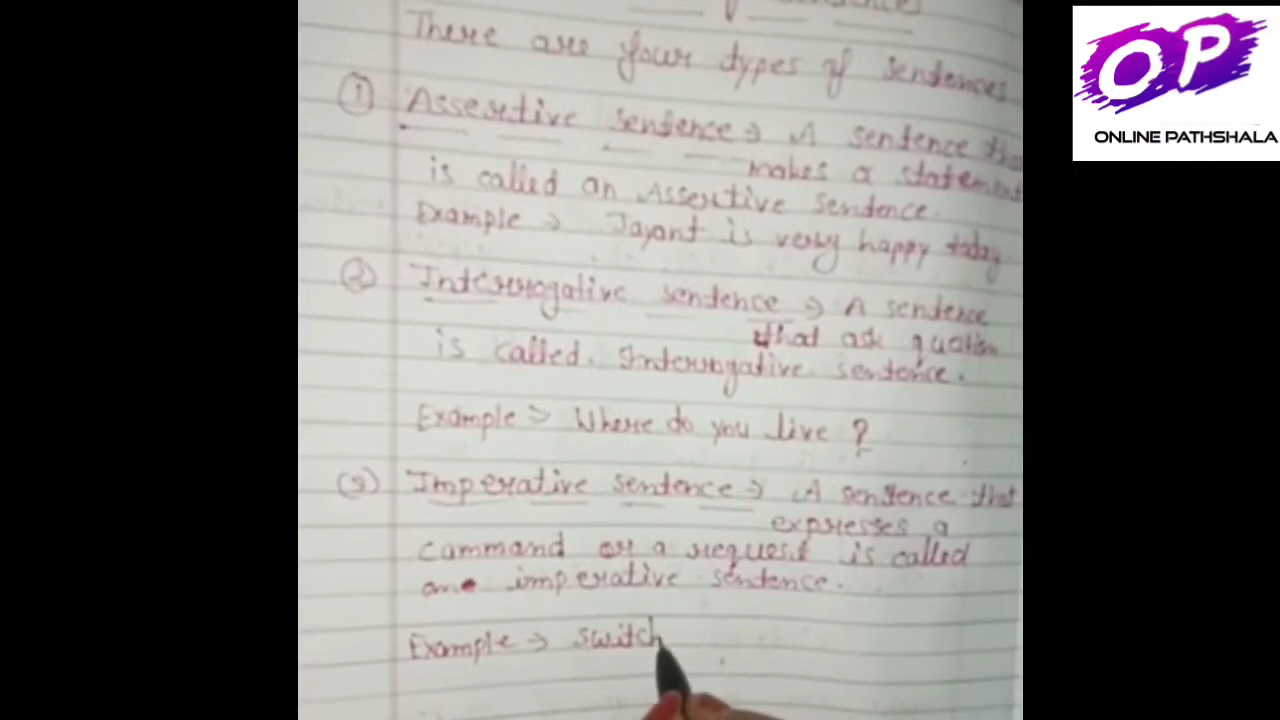 There are four types of sentences
① Assertive sentence → A sentence
makes a statement
is called an Assertive sentence.
Example → Jayant is very happy today
② Interrogative sentence → A sentence
that ask
is called. Interrogative sentence.
Example → Where do you live ?
(3) Imperative sentence → A sentence that
expresses a
command or a request is called
an imperative sentence.
Example → switch
OP
ONLINE PATHSHALA